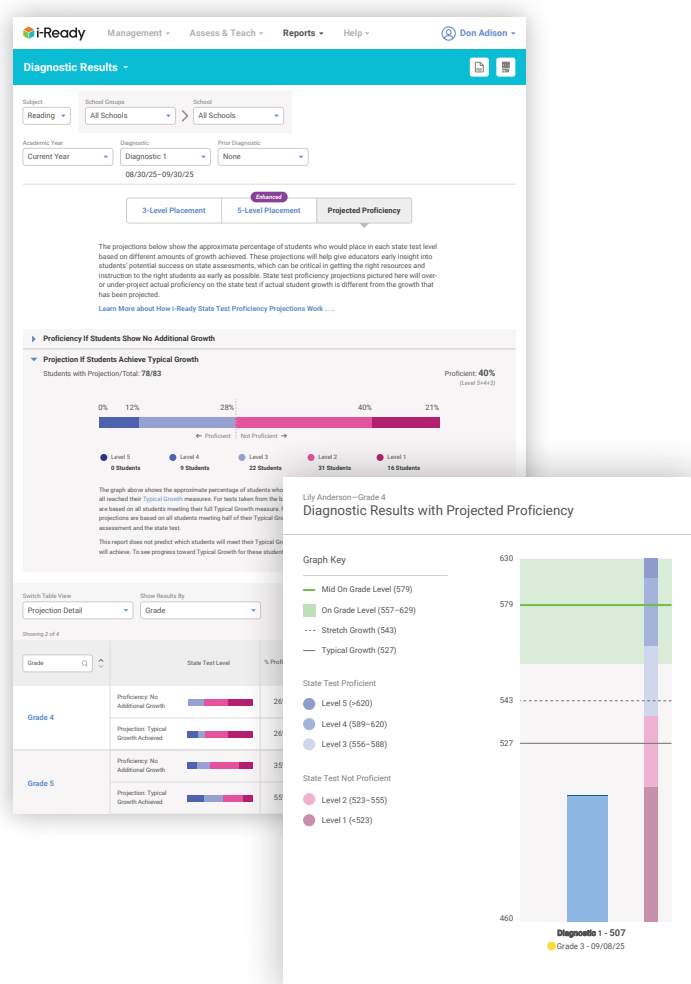 i-Ready
Management
Assess & Teach
Reports
Help
Don Adison
Diagnostic Results
Subject
School Groups
School
Reading
All Schools
All Schools
Academic Year
Diagnostic
Prior Diagnostic
Current Year
Diagnostic 1
None
08/30/25–09/30/25
Enhanced
3-Level Placement
5-Level Placement
Projected Proficiency
The projections below show the approximate percentage of students who would place in each state test level
based on different amounts of growth achieved. These projections will help give educators early insight into
students' potential success on state assessments, which can be critical in getting the right resources and
instruction to the right students as early as possible. State test proficiency projections pictured here will over-
or under-project actual proficiency on the state test if actual student growth is different from the growth that
has been projected.
Learn More about How i-Ready State Test Proficiency Projections Work . . .
Proficiency If Students Show No Additional Growth
Projection If Students Achieve Typical Growth
Students with Projection/Total: 78/83
Proficient: 40%
(Level 5+4+3)
0% 12% 28% 40% 21%
← Proficient Not Proficient →
Level 5 Level 4 Level 3 Level 2 Level 1
0 Students 9 Students 22 Students 31 Students 16 Students
The graph above shows the approximate percentage of students who
all reached their Typical Growth measures. For tests taken from the b
are based on all students meeting their full Typical Growth measure.
projections are based on all students meeting half of their Typical Gro
assessment and the state test.
This report does not predict which students will meet their Typical Gr
will achieve. To see progress toward Typical Growth for these student
Switch Table View
Show Results By
Projection Detail
Grade
Showing 2 of 4
Grade
State Test Level
% Profi
Grade 4
Proficiency: No
Additional Growth
26
Projection: Typical
Growth Achieved
26
Grade 5
Proficiency: No
Additional Growth
35
Projection: Typical
Growth Achieved
55
Lily Anderson—Grade 4
Diagnostic Results with Projected Proficiency
Graph Key
Mid On Grade Level (579)
On Grade Level (557–629)
Stretch Growth (543)
Typical Growth (527)
State Test Proficient
Level 5 (>620)
Level 4 (589–620)
Level 3 (556–588)
State Test Not Proficient
Level 2 (523–555)
Level 1 (<523)
630
579
543
527
460
Diagnostic 1 - 507
Grade 3 - 09/08/25